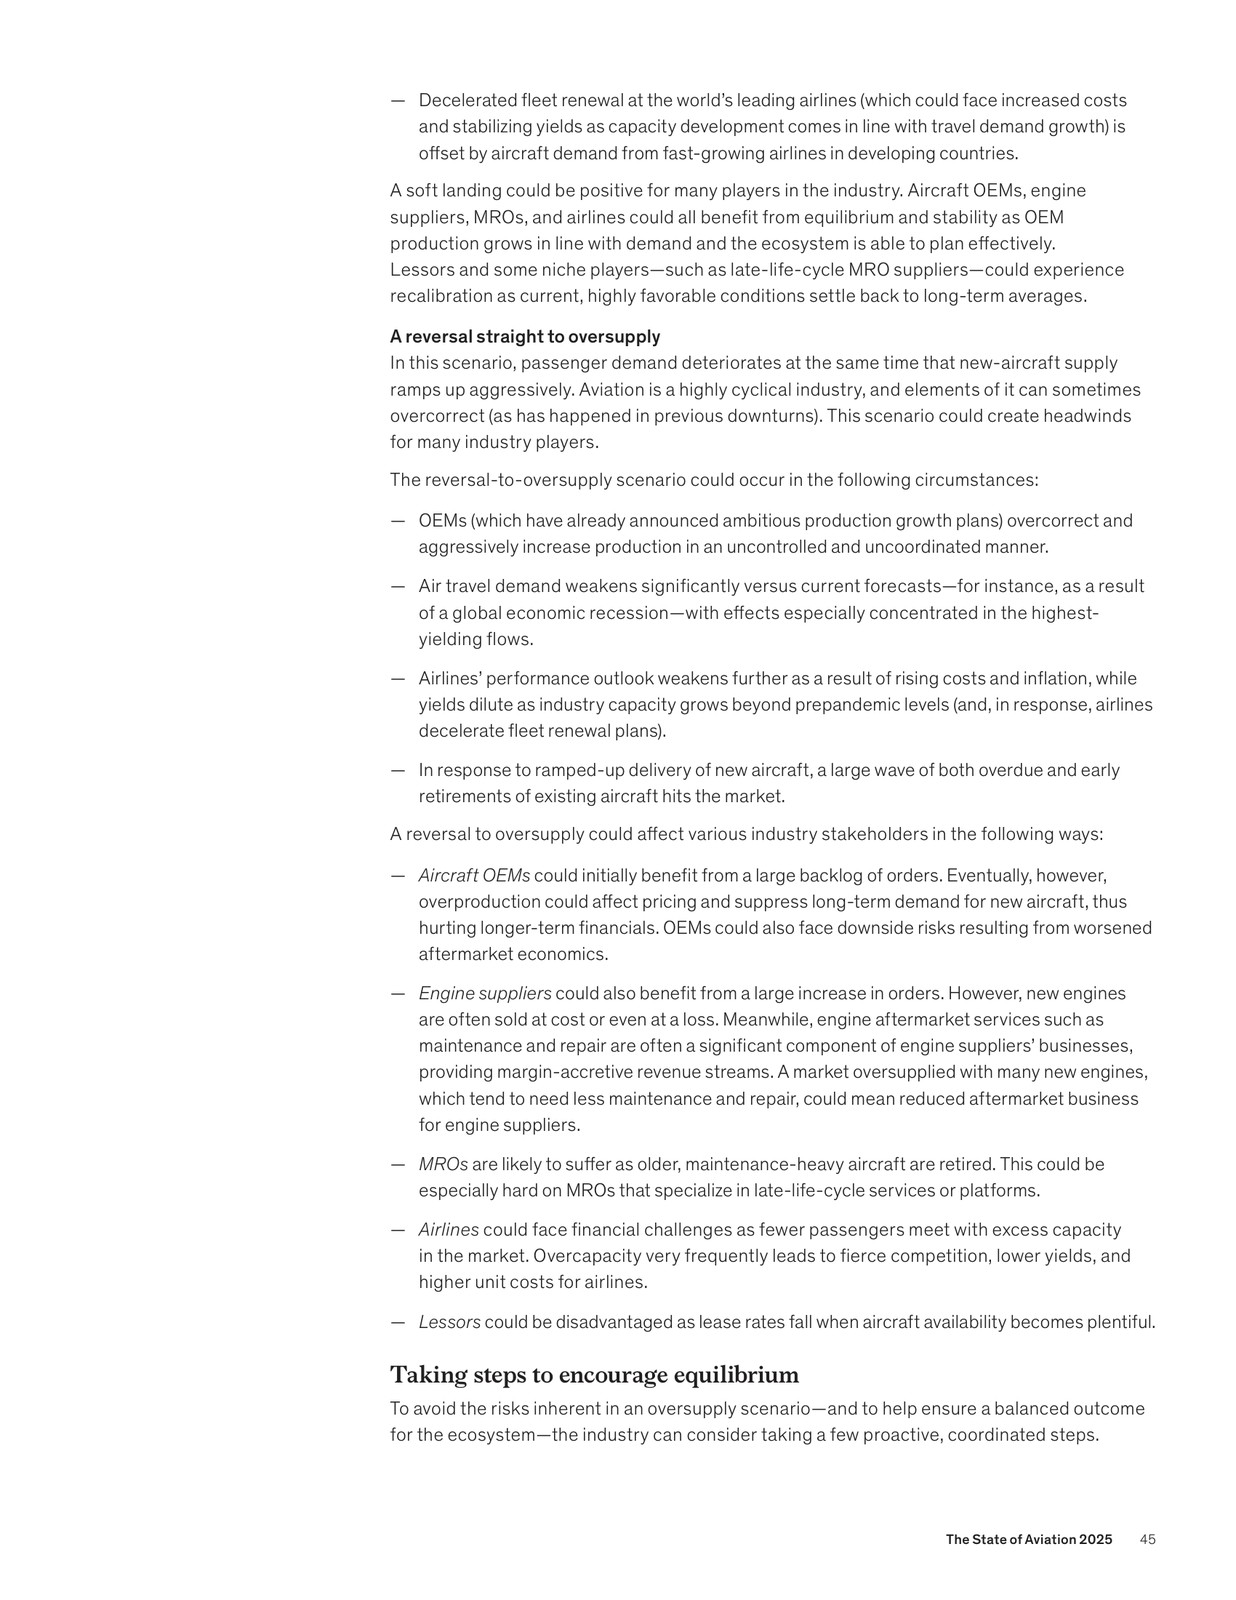 — Decelerated fleet renewal at the world’s leading airlines (which could face increased costs
and stabilizing yields as capacity development comes in line with travel demand growth) is
offset by aircraft demand from fast-growing airlines in developing countries.
A soft landing could be positive for many players in the industry. Aircraft OEMs, engine
suppliers, MROs, and airlines could all benefit from equilibrium and stability as OEM
production grows in line with demand and the ecosystem is able to plan effectively.
Lessors and some niche players—such as late-life-cycle MRO suppliers—could experience
recalibration as current, highly favorable conditions settle back to long-term averages.
A reversal straight to oversupply
In this scenario, passenger demand deteriorates at the same time that new-aircraft supply
ramps up aggressively. Aviation is a highly cyclical industry, and elements of it can sometimes
overcorrect (as has happened in previous downturns). This scenario could create headwinds
for many industry players.
The reversal-to-oversupply scenario could occur in the following circumstances:
— OEMs (which have already announced ambitious production growth plans) overcorrect and
aggressively increase production in an uncontrolled and uncoordinated manner.
— Air travel demand weakens significantly versus current forecasts—for instance, as a result
of a global economic recession—with effects especially concentrated in the highest-
yielding flows.
— Airlines’ performance outlook weakens further as a result of rising costs and inflation, while
yields dilute as industry capacity grows beyond prepandemic levels (and, in response, airlines
decelerate fleet renewal plans).
— In response to ramped-up delivery of new aircraft, a large wave of both overdue and early
retirements of existing aircraft hits the market.
A reversal to oversupply could affect various industry stakeholders in the following ways:
— Aircraft OEMs could initially benefit from a large backlog of orders. Eventually, however,
overproduction could affect pricing and suppress long-term demand for new aircraft, thus
hurting longer-term financials. OEMs could also face downside risks resulting from worsened
aftermarket economics.
— Engine suppliers could also benefit from a large increase in orders. However, new engines
are often sold at cost or even at a loss. Meanwhile, engine aftermarket services such as
maintenance and repair are often a significant component of engine suppliers’ businesses,
providing margin-accretive revenue streams. A market oversupplied with many new engines,
which tend to need less maintenance and repair, could mean reduced aftermarket business
for engine suppliers.
— MROs are likely to suffer as older, maintenance-heavy aircraft are retired. This could be
especially hard on MROs that specialize in late-life-cycle services or platforms.
— Airlines could face financial challenges as fewer passengers meet with excess capacity
in the market. Overcapacity very frequently leads to fierce competition, lower yields, and
higher unit costs for airlines.
— Lessors could be disadvantaged as lease rates fall when aircraft availability becomes plentiful.
Taking steps to encourage equilibrium
To avoid the risks inherent in an oversupply scenario—and to help ensure a balanced outcome
for the ecosystem—the industry can consider taking a few proactive, coordinated steps.
The State of Aviation 2025 45